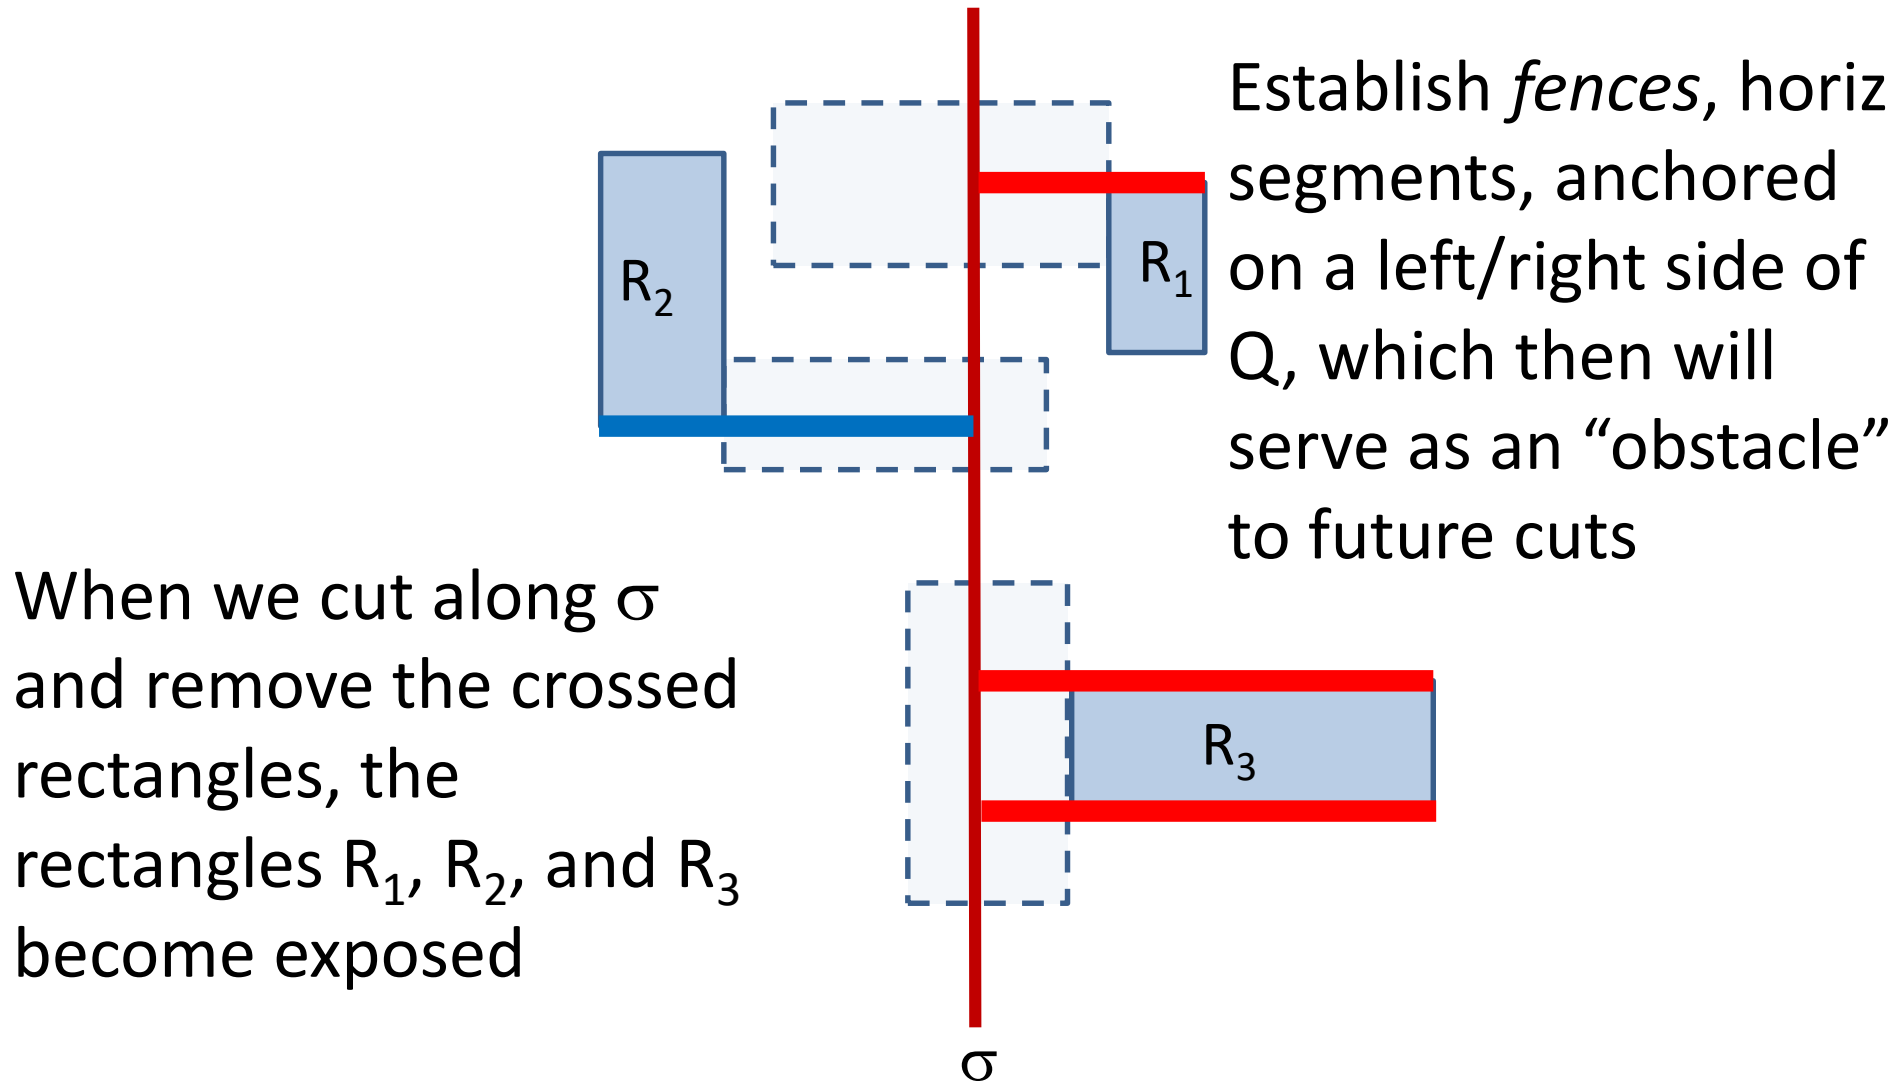 Establish fences, horiz
segments, anchored
on a left/right side of
Q, which then will
serve as an “obstacle”
to future cuts
R₁
R₂
When we cut along σ
and remove the crossed
rectangles, the
rectangles R₁, R₂, and R₃
become exposed
R₃
σ